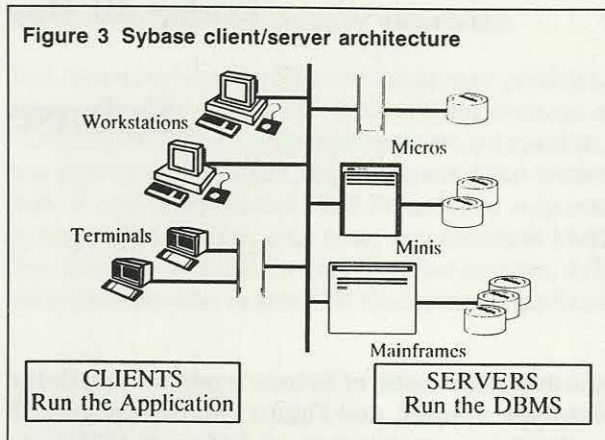 Figure 3 Sybase client/server architecture
Workstations
Micros
Terminals
Minis
Mainframes
CLIENTS
Run the Application
SERVERS
Run the DBMS